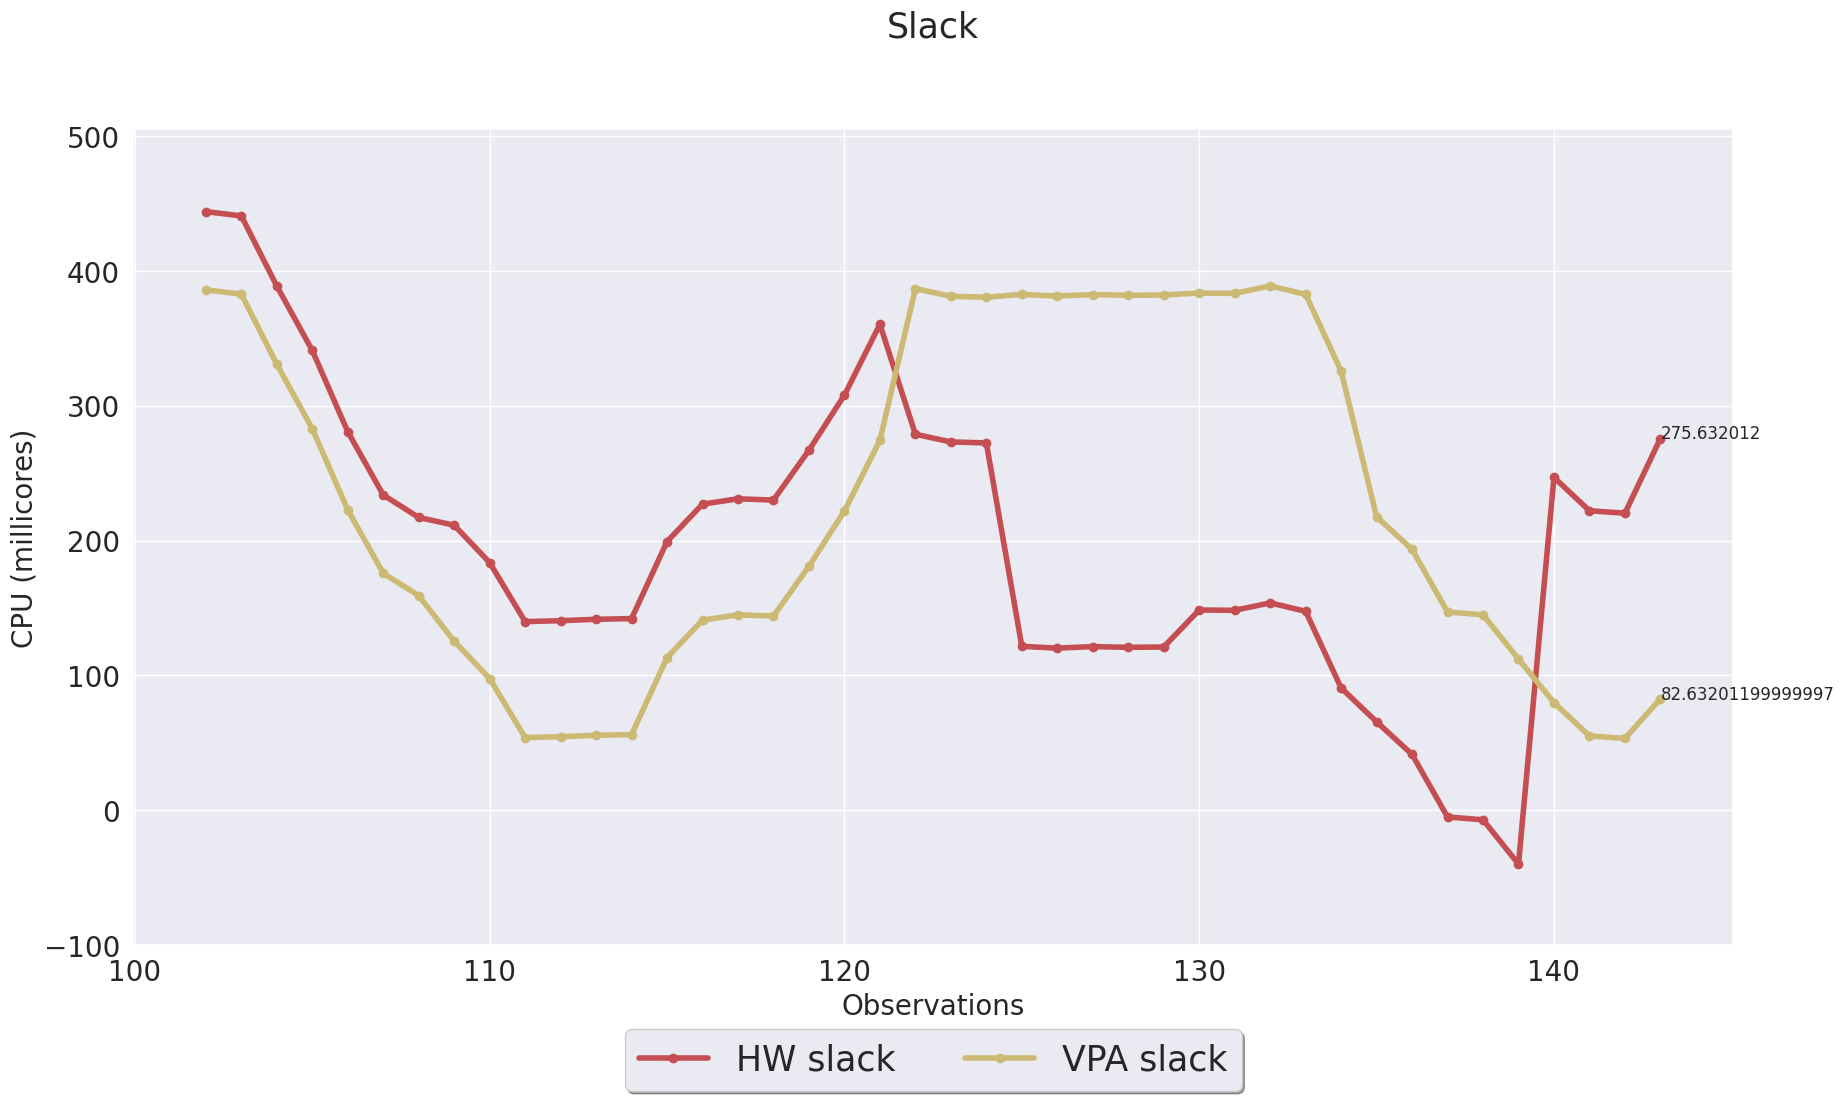 Slack
500
400
300
200
100
0
−100
CPU (millicores)
275.632012
82.63201199999997
100 110 120 130 140
Observations
HW slack VPA slack